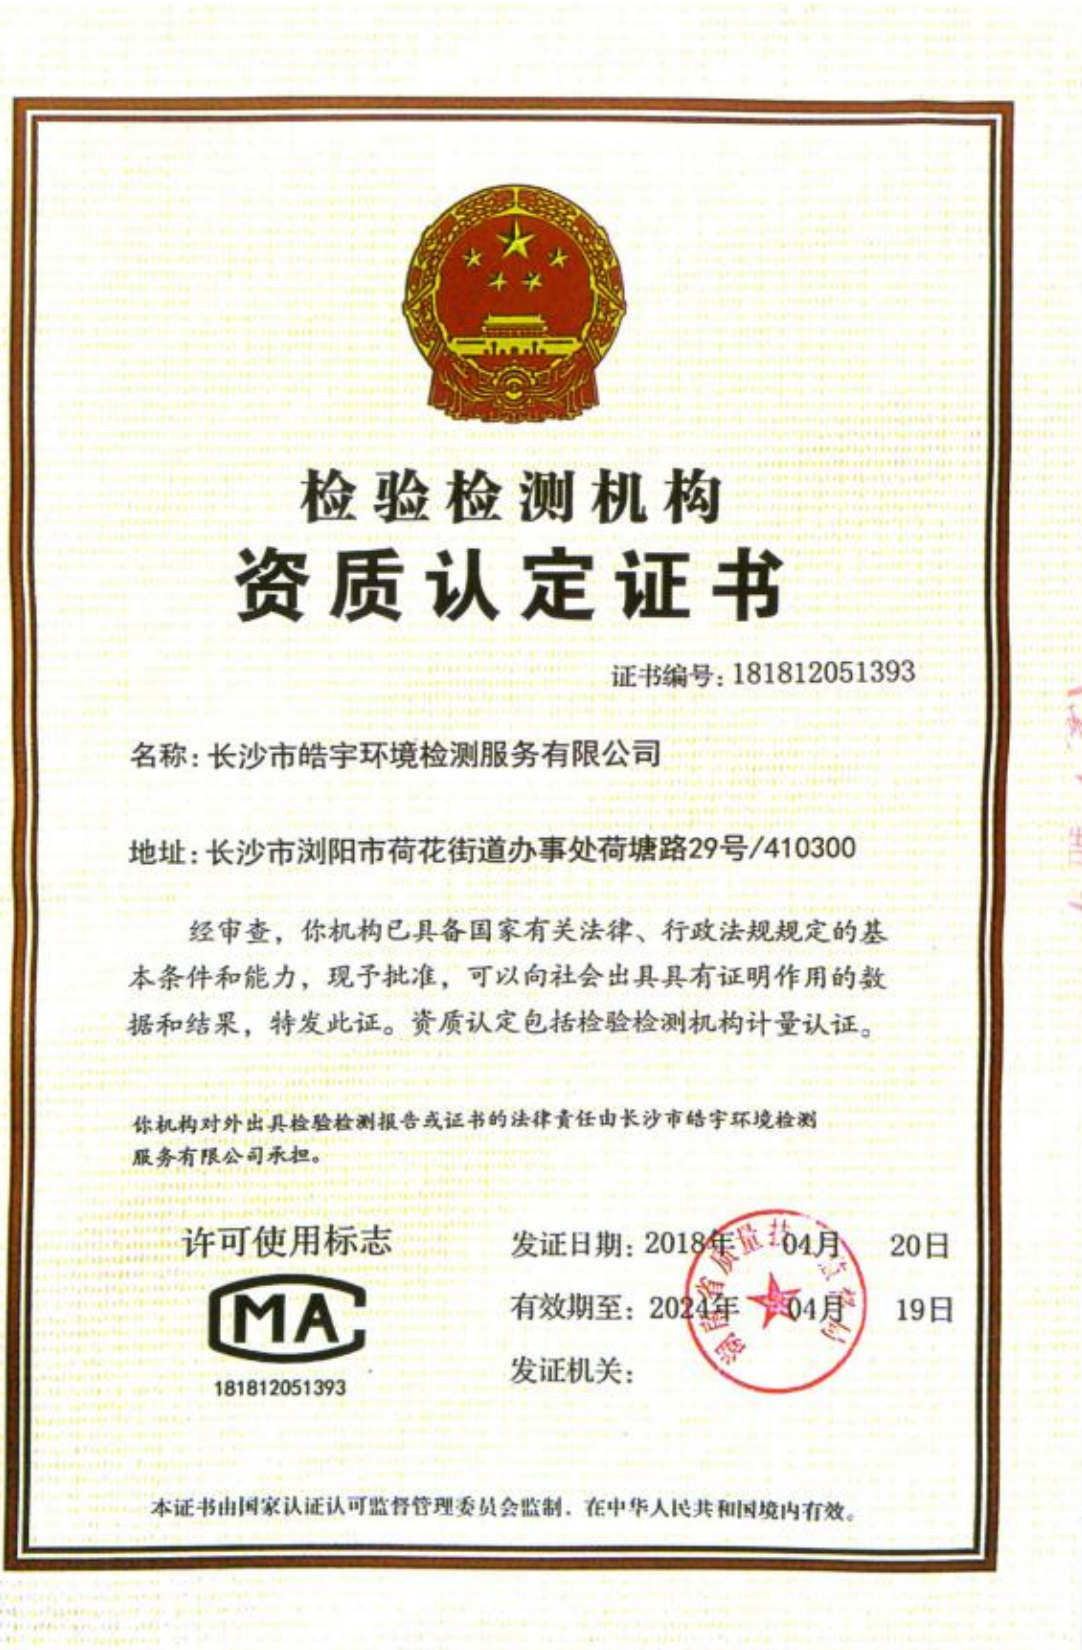 检验检测机构
资质认定证书
证书编号:181812051393
名称:长沙市皓宇环境检测服务有限公司
地址:长沙市浏阳市荷花街道办事处荷塘路29号/410300
经审查，你机构已具备国家有关法律、行政法规规定的基
本条件和能力，现予批准，可以向社会出具具有证明作用的数
据和结果，特发此证。资质认定包括检验检测机构计量认证。
你机构对外出具检验检测报告或证书的法律责任由长沙市皓宇环境检测
服务有限公司承担。
许可使用标志
MA
181812051393
发证日期:2018年 04月 20日
有效期至:2024年 04月 19日
发证机关:
本证书由国家认证认可监督管理委员会监制，在中华人民共和国境内有效。